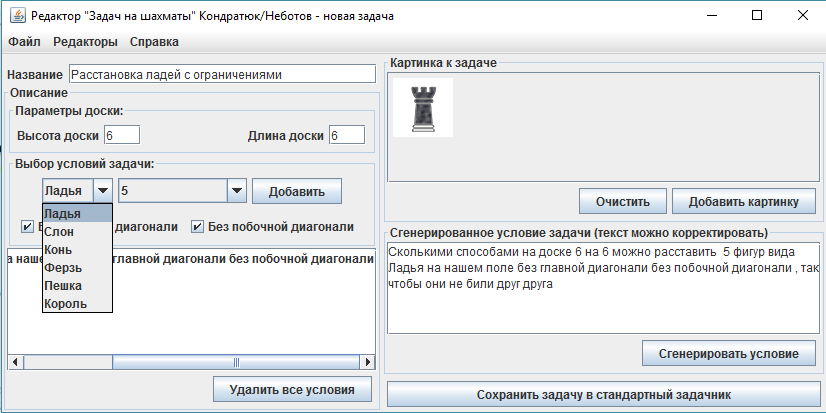 Редактор "Задач на шахматы" Кондратюк/Неботов - новая задача
Файл Редакторы Справка
Название Расстановка ладей с ограничениями
Описание
Параметры доски:
Высота доски 6 Длина доски 6
Выбор условий задачи:
Ладья 5 Добавить
Ладья
Слон
Конь
Ферзь
Пешка
Король
диагонали Без побочной диагонали
а нашем главной диагонали без побочной диагонали
Удалить все условия
Картинка к задаче
Очистить Добавить картинку
Сгенерированное условие задачи (текст можно корректировать)
Сколькими способами на доске 6 на 6 можно расставить 5 фигур вида
Ладья на нашем поле без главной диагонали без побочной диагонали , так
чтобы они не били друг друга
Сгенерировать условие
Сохранить задачу в стандартный задачник